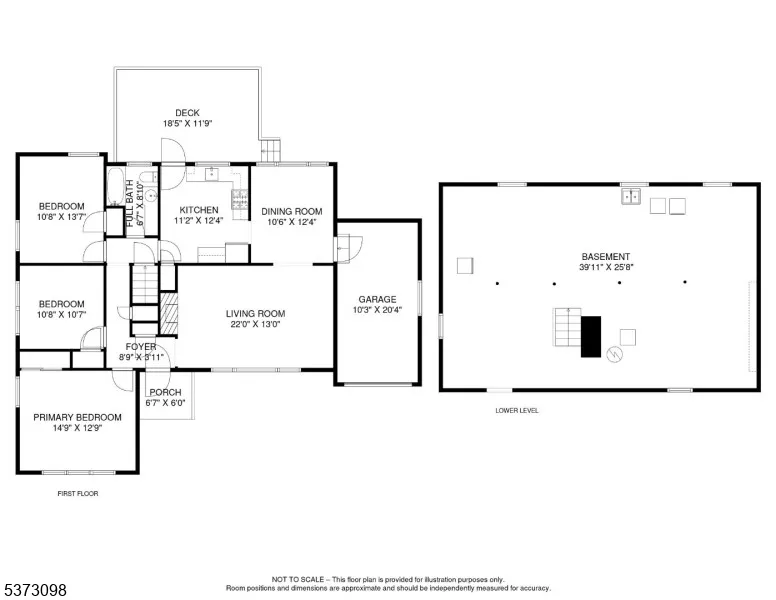 DECK
18'5" X 11'9"
BEDROOM
10'8" X 13'7"
FULL BATH
6'7" X 8'10"
KITCHEN
11'2" X 12'4"
DINING ROOM
10'6" X 12'4"
BEDROOM
10'8" X 10'7"
LIVING ROOM
22'0" X 13'0"
GARAGE
10'3" X 20'4"
FOYER
8'9" X 3'11"
PORCH
6'7" X 6'0"
PRIMARY BEDROOM
14'9" X 12'9"
FIRST FLOOR
BASEMENT
39'11" X 25'8"
LOWER LEVEL
NOT TO SCALE – This floor plan is provided for illustration purposes only.
Room positions and dimensions are approximate and should be independently measured for accuracy.
5373098